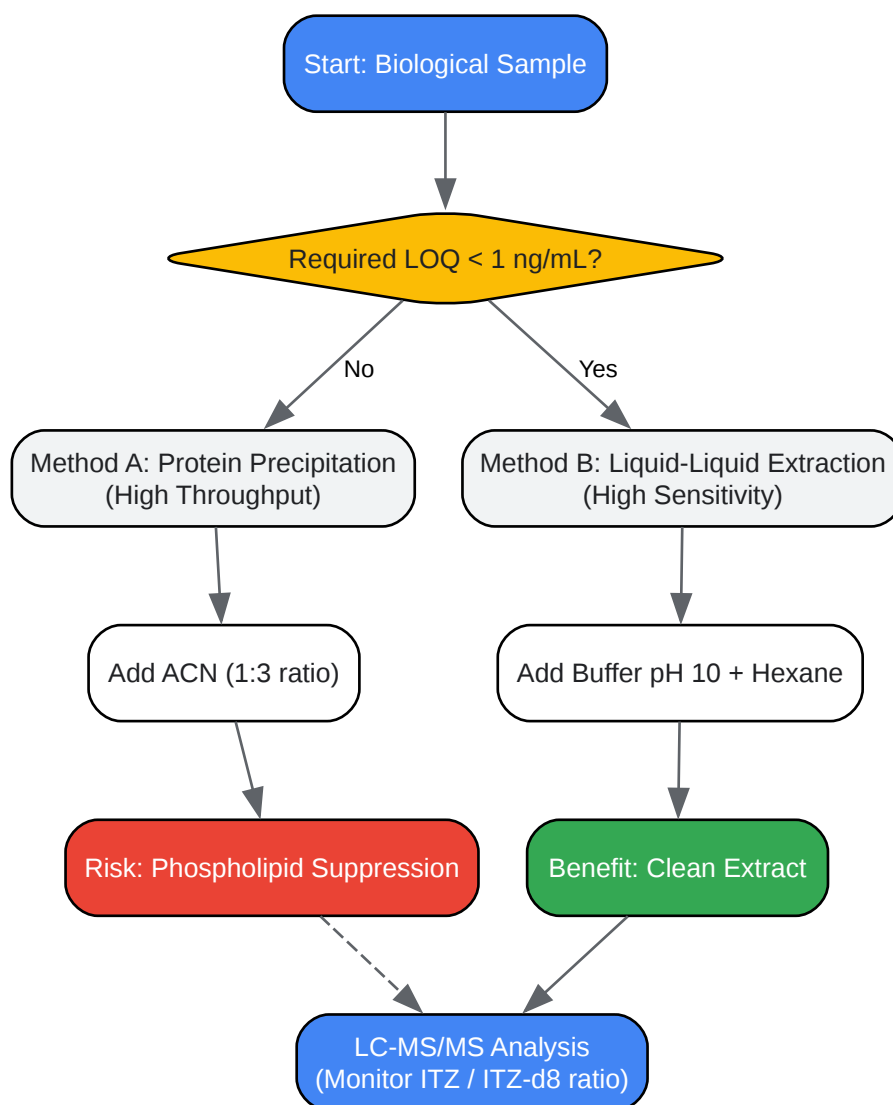 Start: Biological Sample
Required LOQ < 1 ng/mL?
No
Yes
Method A: Protein Precipitation
(High Throughput)
Method B: Liquid-Liquid Extraction
(High Sensitivity)
Add ACN (1:3 ratio)
Add Buffer pH 10 + Hexane
Risk: Phospholipid Suppression
Benefit: Clean Extract
LC-MS/MS Analysis
(Monitor ITZ / ITZ-d8 ratio)